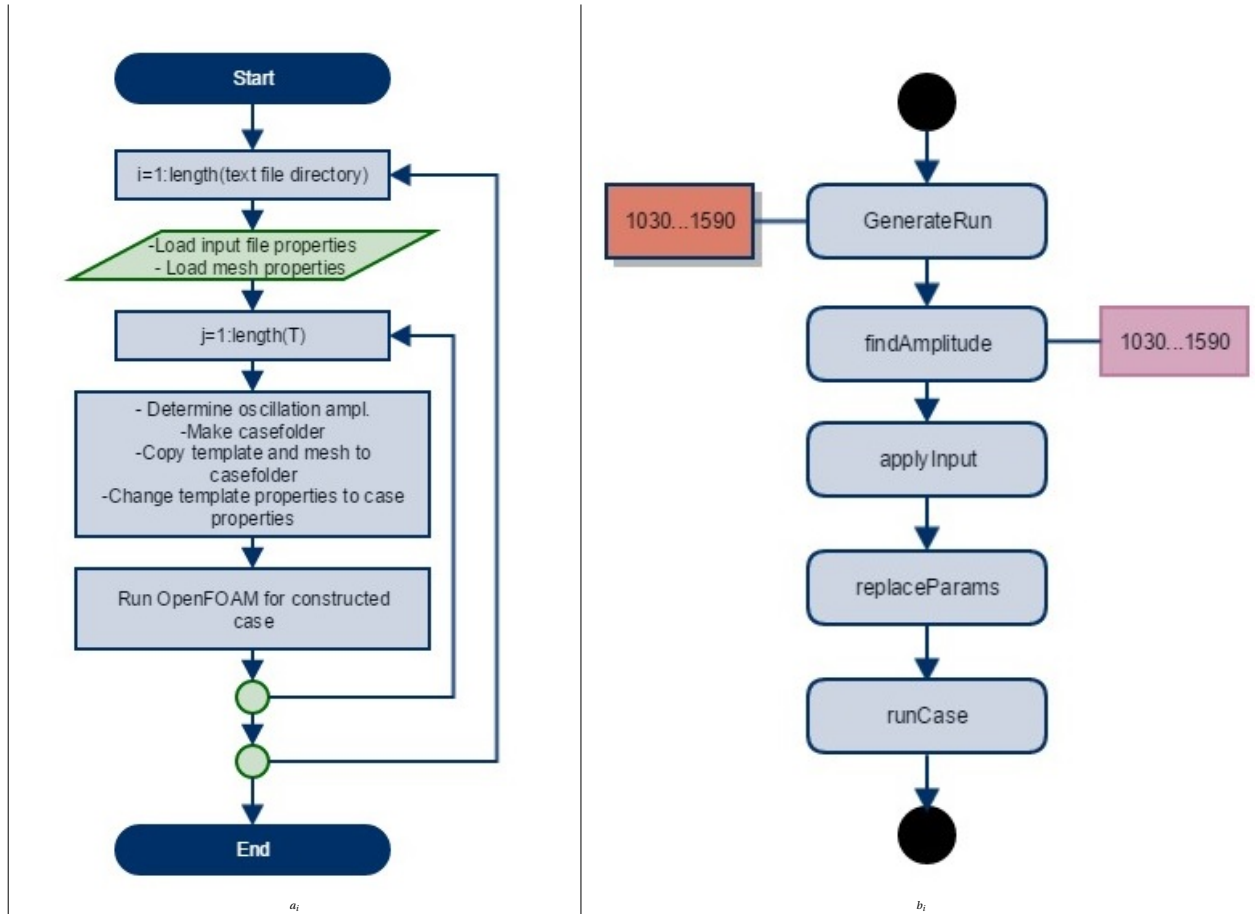 Start
i=1:length(text file directory)
-Load input file properties
- Load mesh properties
j=1:length(T)
- Determine oscillation ampl.
-Make casefolder
-Copy template and mesh to
casefolder
-Change template properties to case
properties
Run OpenFOAM for constructed
case
End
a_i
GenerateRun
1030...1590
findAmplitude
1030...1590
applyInput
replaceParams
runCase
b_i